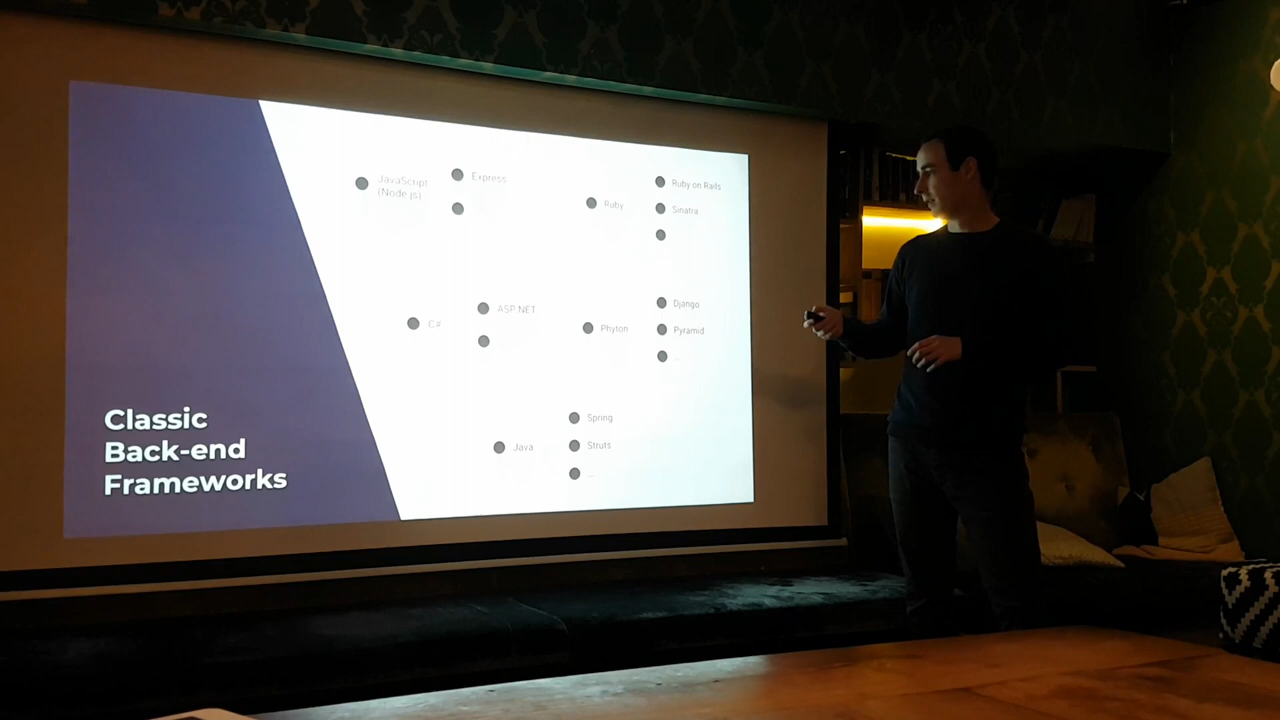 Classic
Back-end
Frameworks
JavaScript
(Node.js)
Express
Ruby
Ruby on Rails
Sinatra
C#
ASP.NET
Phyton
Django
Pyramid
...
Java
Spring
Struts
...